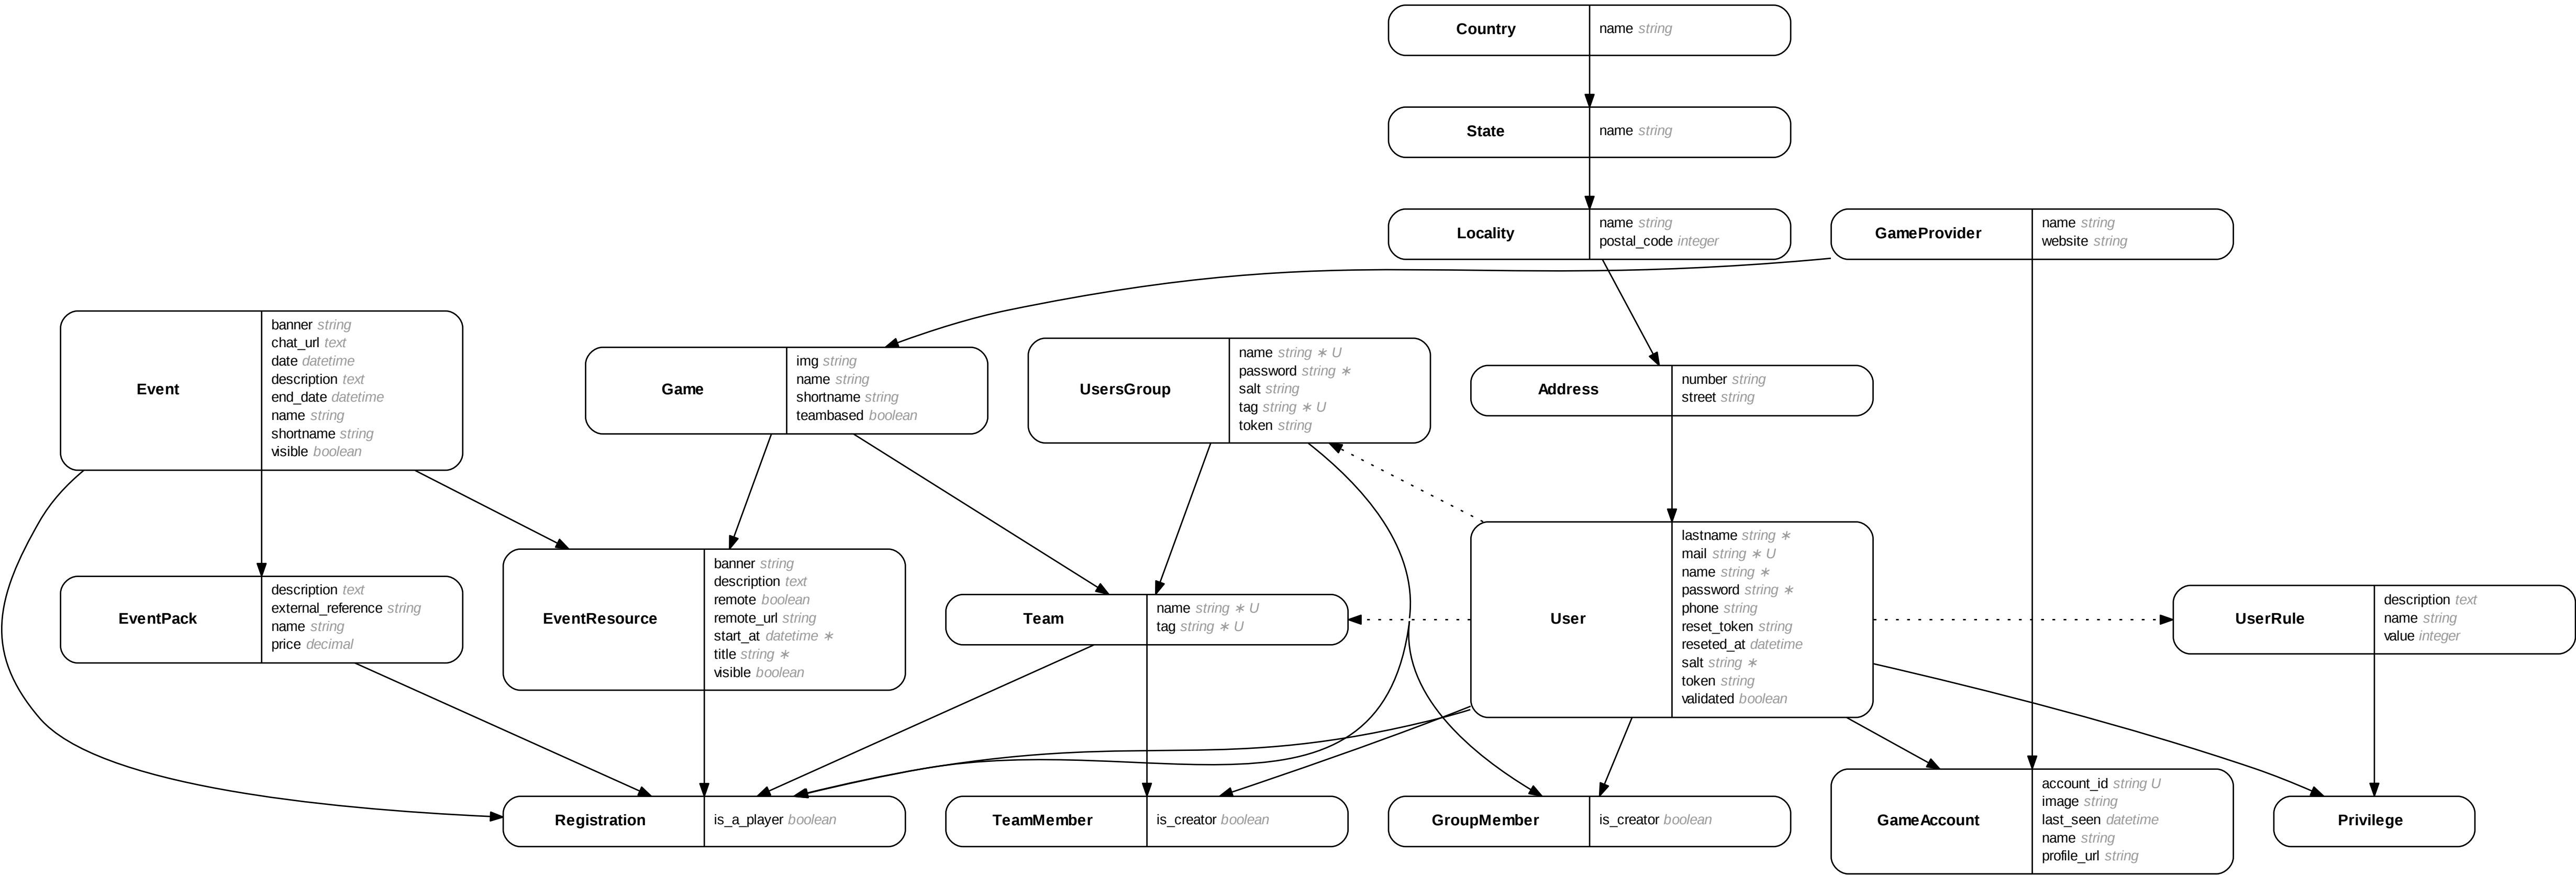 Country
name string
State
name string
Locality
name string
postal_code integer
GameProvider
name string
website string
Event
banner string
chat_url text
date datetime
description text
end_date datetime
name string
shortname string
visible boolean
Game
img string
name string
shortname string
teambased boolean
UsersGroup
name string ∗ U
password string ∗
salt string
tag string ∗ U
token string
Address
number string
street string
EventPack
description text
external_reference string
name string
price decimal
EventResource
banner string
description text
remote boolean
remote_url string
start_at datetime ∗
title string ∗
visible boolean
Team
name string ∗ U
tag string ∗ U
User
lastname string ∗
mail string ∗ U
name string ∗
password string ∗
phone string
reset_token string
reseted_at datetime
salt string ∗
token string
validated boolean
UserRule
description text
name string
value integer
Registration
is_a_player boolean
TeamMember
is_creator boolean
GroupMember
is_creator boolean
GameAccount
account_id string U
image string
last_seen datetime
name string
profile_url string
Privilege